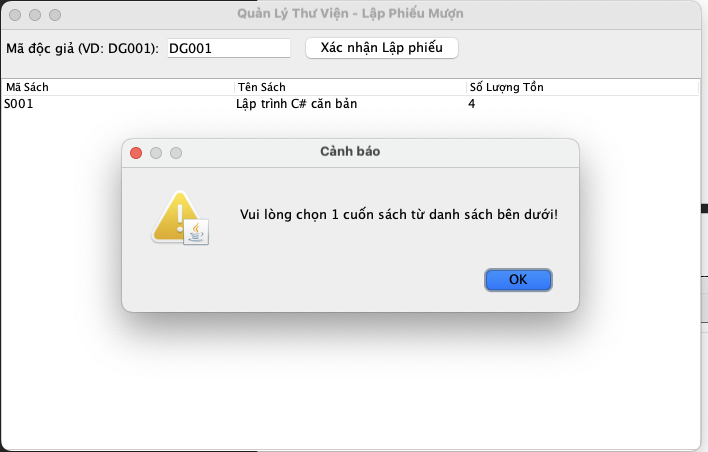 Quản Lý Thư Viện - Lập Phiếu Mượn
Mã độc giả (VD: DG001): DG001 Xác nhận Lập phiếu
Mã Sách Tên Sách Số Lượng Tồn
S001 Lập trình C# căn bản 4
Cảnh báo
Vui lòng chọn 1 cuốn sách từ danh sách bên dưới!
OK